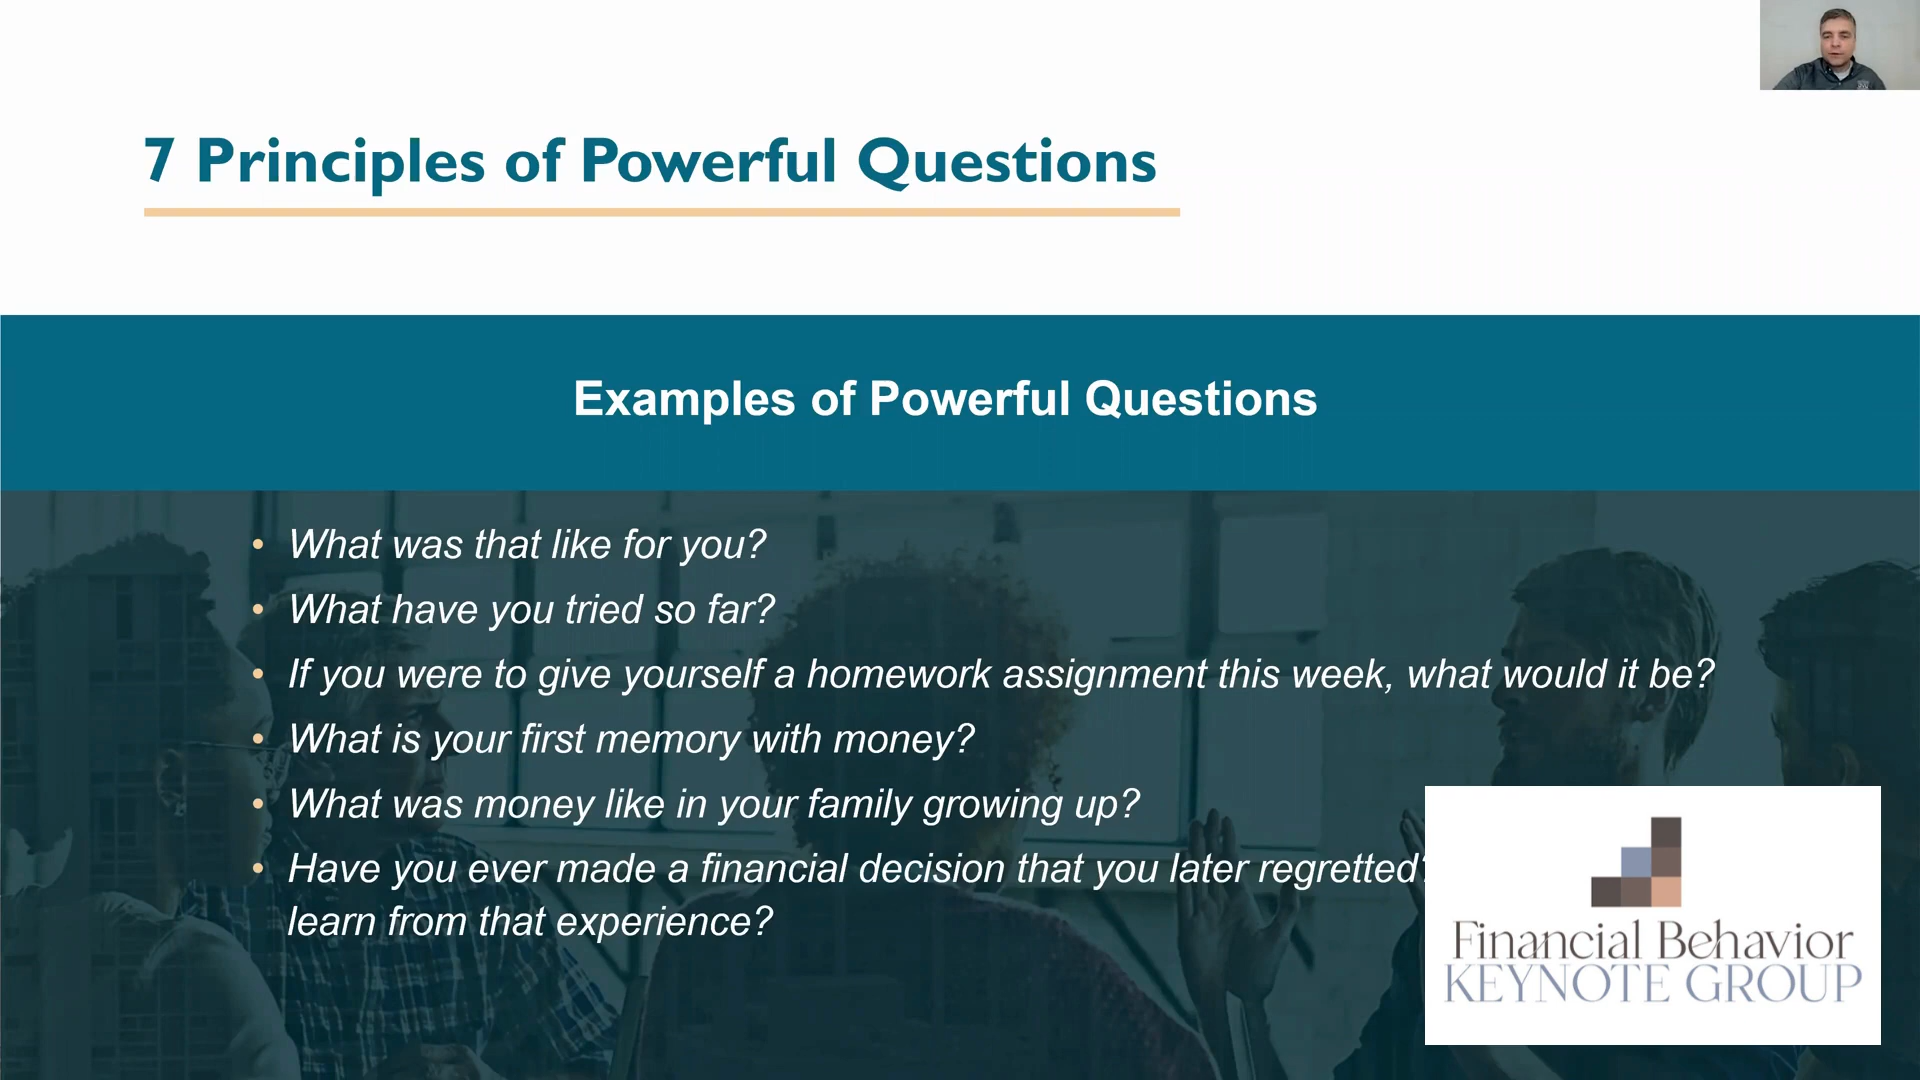 7 Principles of Powerful Questions
Examples of Powerful Questions
• What was that like for you?
• What have you tried so far?
• If you were to give yourself a homework assignment this week, what would it be?
• What is your first memory with money?
• What was money like in your family growing up?
• Have you ever made a financial decision that you later regretted?
learn from that experience?
Financial Behavior
KEYNOTE GROUP